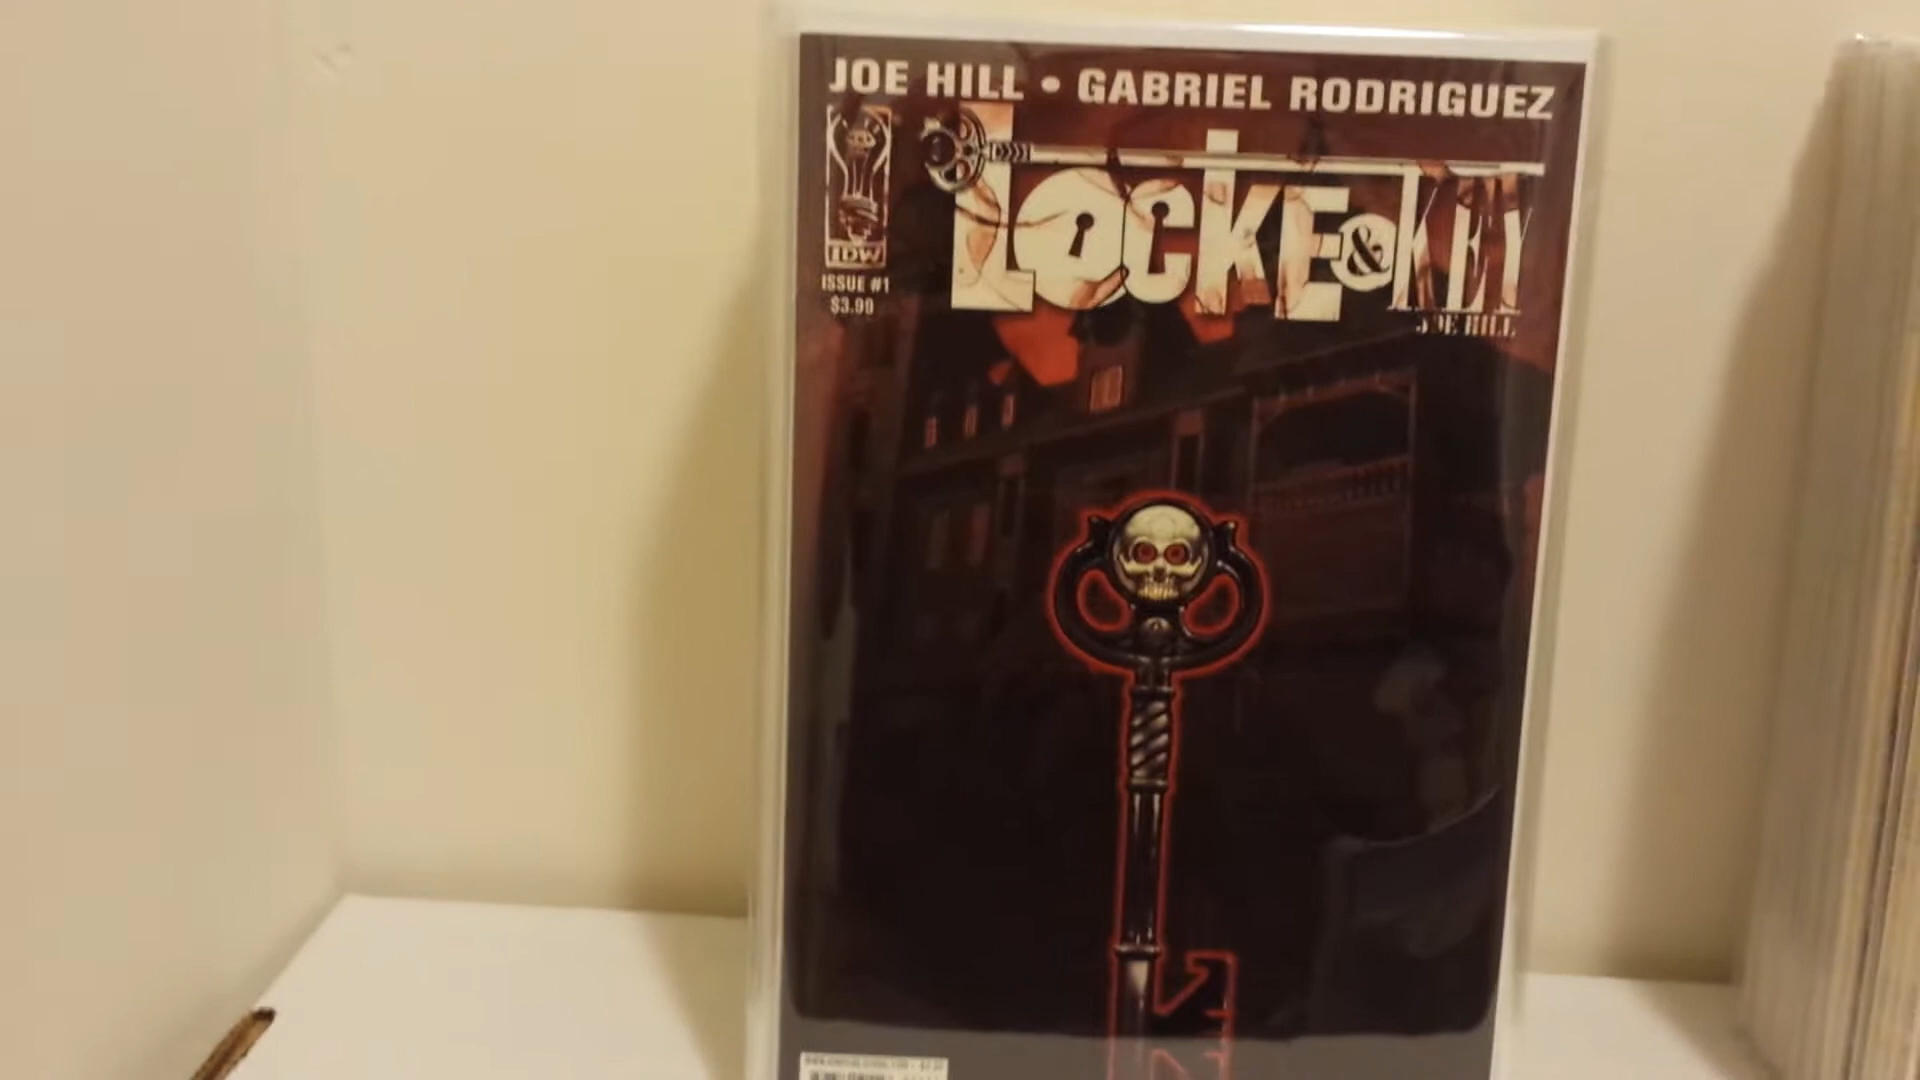 JOE HILL • GABRIEL RODRIGUEZ
LOCKE & KEY
JOE HILL
IDW
ISSUE #1
$3.99